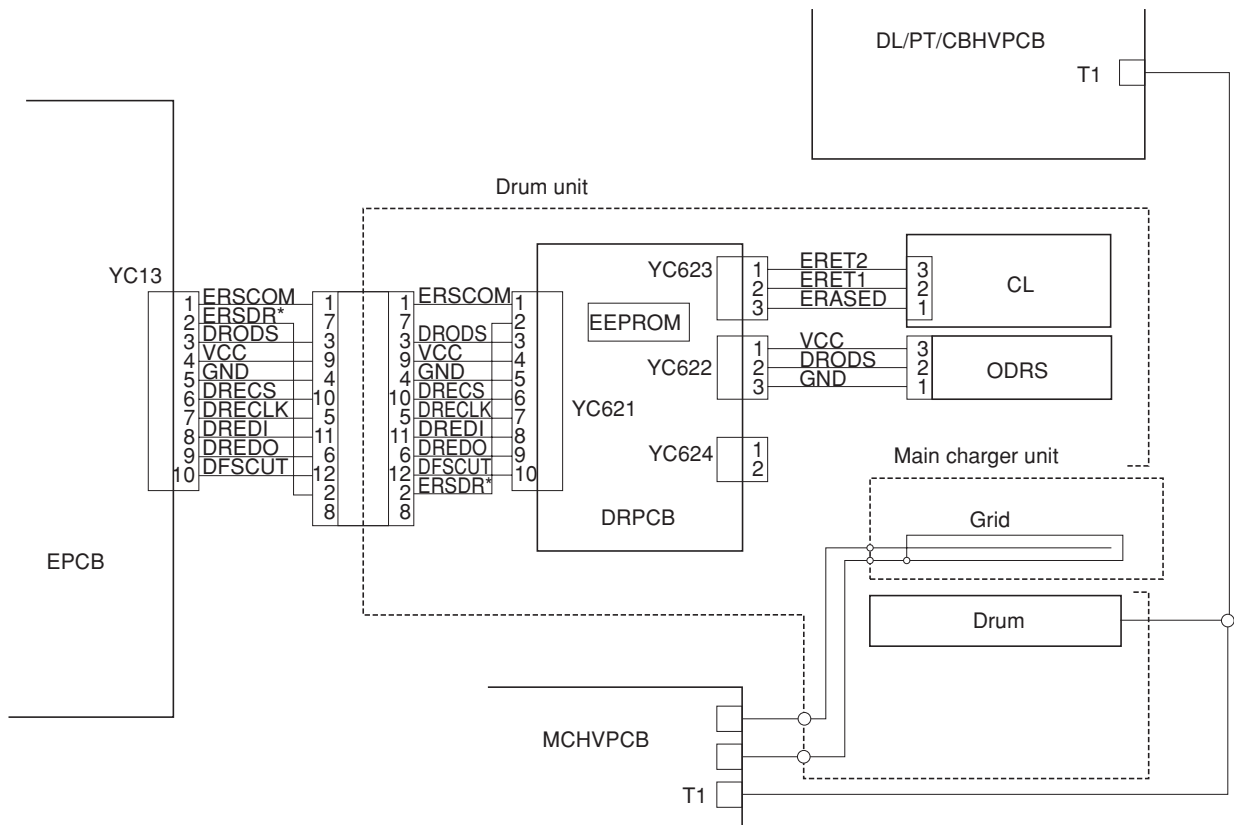 DL/PT/CBHVPCB
T1
Drum unit
YC13
1 ERSCOM 1
2 ERSDR* 7
3 DRODS 3
4 VCC 9
5 GND 4
6 DRECS 10
7 DRECLK 5
8 DREDI 11
9 DREDO 6
10 DFSCUT 12
2
8
EPCB
1 ERSCOM 1
7 2
3 DRODS 3
9 VCC 4
4 GND 5
10 DRECS 6
5 DRECLK 7
11 DREDI 8
6 DREDO 9
12 DFSCUT 10
2 ERSDR*
8
YC621
EEPROM
DRPCB
YC623
1 ERET2 3
2 ERET1 2
3 ERASED 1
CL
YC622
1 VCC 3
2 DRODS 2
3 GND 1
ODRS
YC624
1
2
Main charger unit
Grid
Drum
MCHVPCB
T1